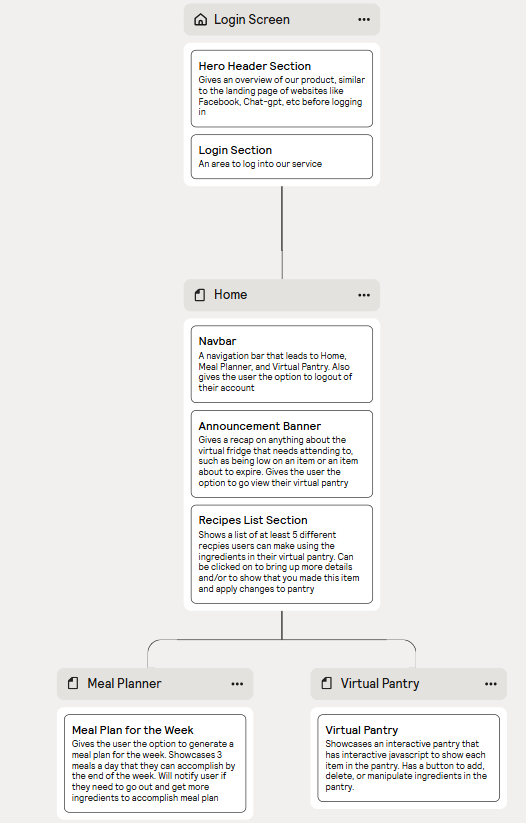 Login Screen
Hero Header Section
Gives an overview of our product, similar
to the landing page of websites like
Facebook, Chat-gpt, etc before logging
in
Login Section
An area to log into our service
Home
Navbar
A navigation bar that leads to Home,
Meal Planner, and Virtual Pantry. Also
gives the user the option to logout of
their account
Announcement Banner
Gives a recap on anything about the
virtual fridge that needs attending to,
such as being low on an item or an item
about to expire. Gives the user the
option to go view their virtual pantry
Recipes List Section
Shows a list of at least 5 different
recpies users can make using the
ingredients in their virtual pantry. Can
be clicked on to bring up more details
and/or to show that you made this item
and apply changes to pantry
Meal Planner
Meal Plan for the Week
Gives the user the option to generate a
meal plan for the week. Showcases 3
meals a day that they can accomplish by
the end of the week. Will notify user if
they need to go out and get more
ingredients to accomplish meal plan
Virtual Pantry
Virtual Pantry
Showcases an interactive pantry that
has interactive javascript to show each
item in the pantry. Has a button to add,
delete, or manipulate ingredients in the
pantry.